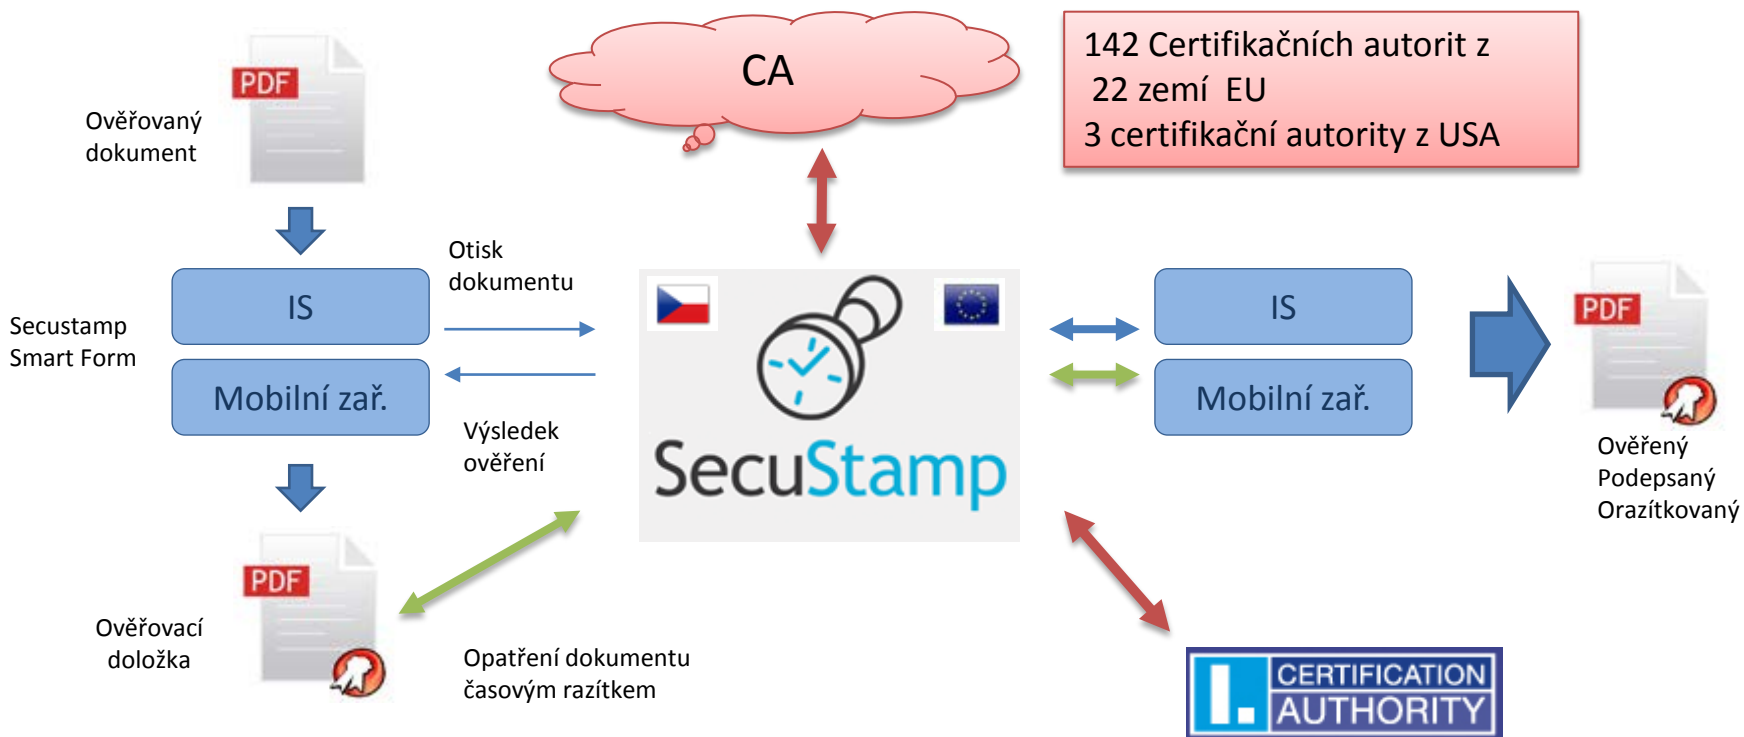 PDF
Ověřovaný
dokument
CA
142 Certifikačních autorit z
22 zemí EU
3 certifikační autority z USA
Secustamp
Smart Form
IS
Mobilní zař.
Otisk
dokumentu
Výsledek
ověření
SecuStamp
IS
Mobilní zař.
PDF
Ověřený
Podepsaný
Orazítkovaný
PDF
Ověřovací
doložka
Opatření dokumentu
časovým razítkem
I.
CERTIFICATION
AUTHORITY